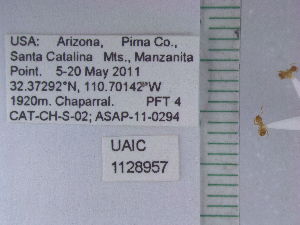 USA: Arizona, Pima Co.,
Santa Catalina Mts., Manzanita
Point. 5-20 May 2011
32.37292°N, 110.70142°W
1920m. Chaparral. PFT 4
CAT-CH-S-02; ASAP-11-0294
UAIC
1128957